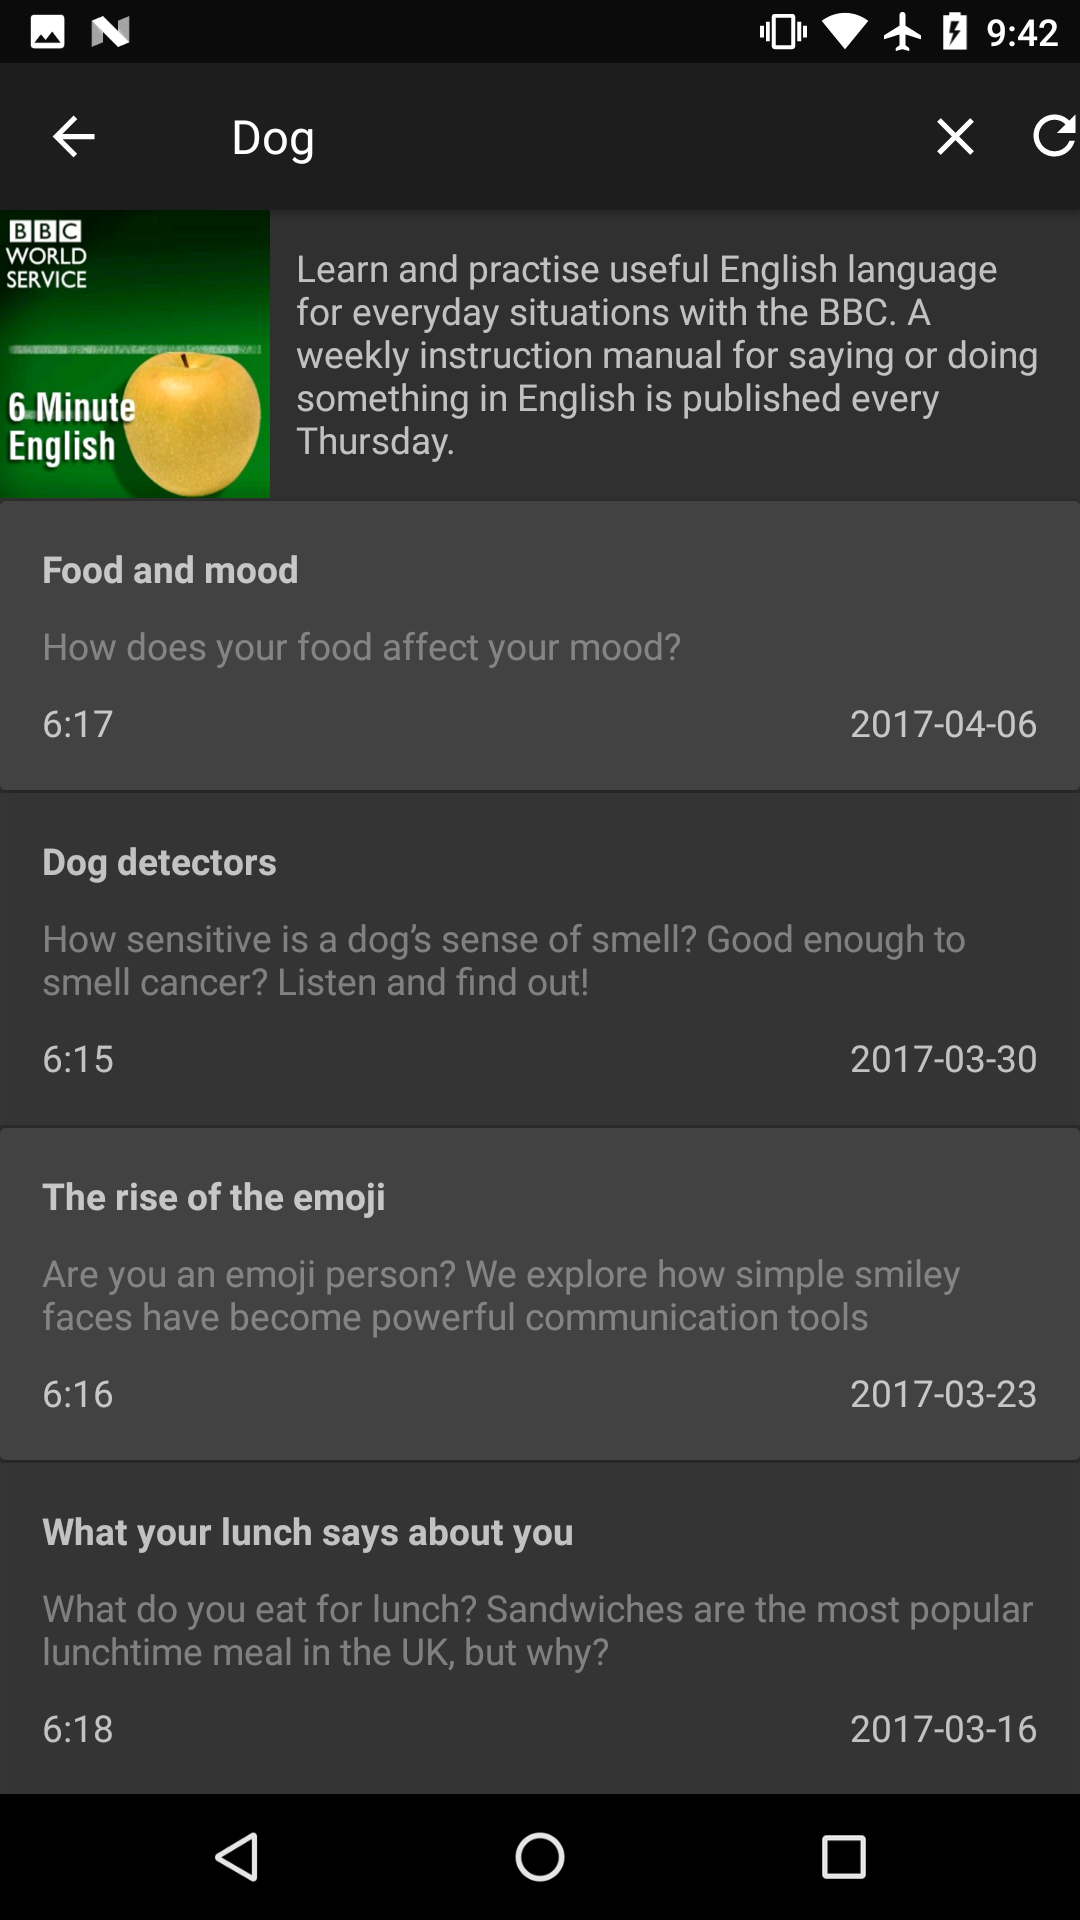 9:42
Dog
BBC
WORLD
SERVICE
6 Minute
English
Learn and practise useful English language
for everyday situations with the BBC. A
weekly instruction manual for saying or doing
something in English is published every
Thursday.
Food and mood
How does your food affect your mood?
6:17 2017-04-06
Dog detectors
How sensitive is a dog’s sense of smell? Good enough to
smell cancer? Listen and find out!
6:15 2017-03-30
The rise of the emoji
Are you an emoji person? We explore how simple smiley
faces have become powerful communication tools
6:16 2017-03-23
What your lunch says about you
What do you eat for lunch? Sandwiches are the most popular
lunchtime meal in the UK, but why?
6:18 2017-03-16